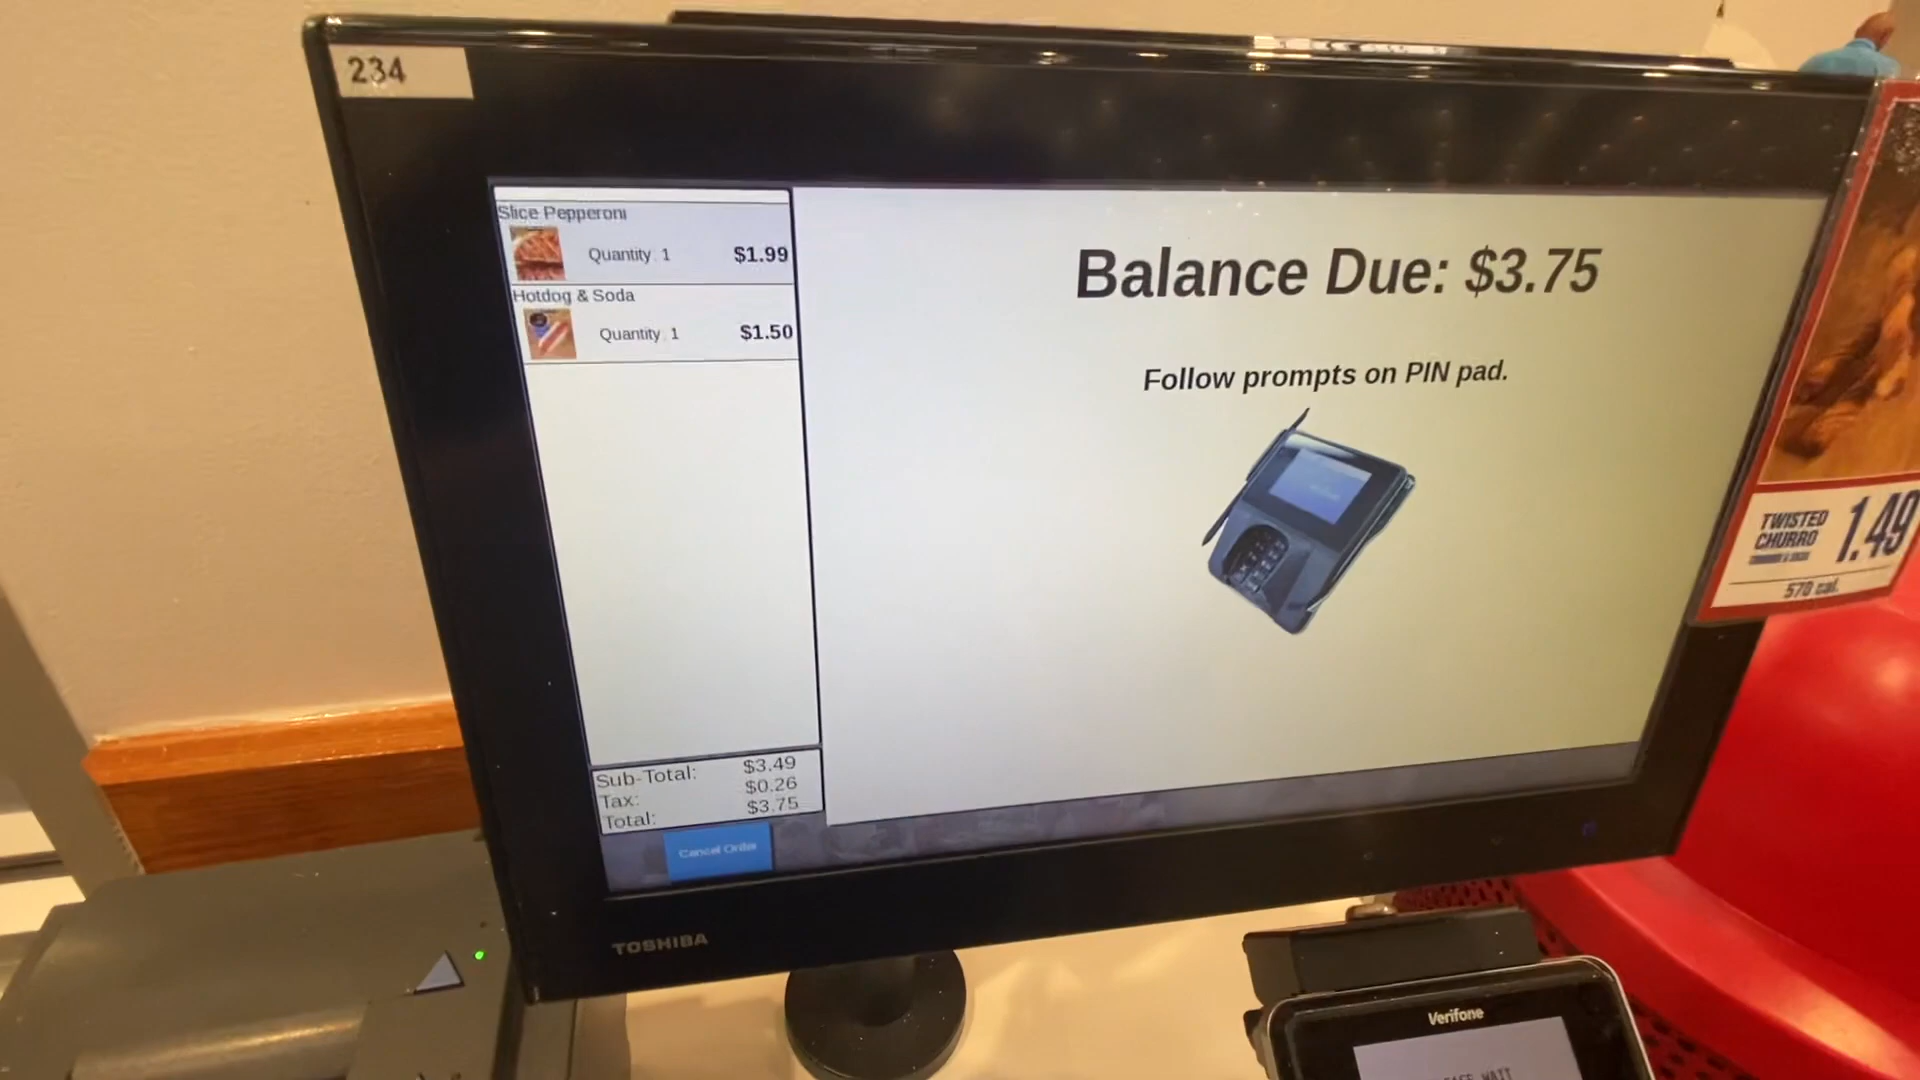 234
Slice Pepperoni
Quantity: 1 $1.99
Hotdog & Soda
Quantity: 1 $1.50
Sub-Total: $3.49
Tax: $0.26
Total: $3.75
Cancel Order
Balance Due: $3.75
Follow prompts on PIN pad.
TWISTED
CHURRO
1.49
570 cal.
TOSHIBA
Verifone
WAIT